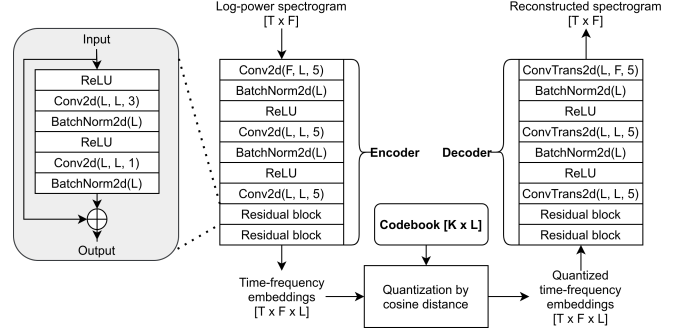 Input
ReLU
Conv2d(L, L, 3)
BatchNorm2d(L)
ReLU
Conv2d(L, L, 1)
BatchNorm2d(L)
Output
Log-power spectrogram
[T x F]
Conv2d(F, L, 5)
BatchNorm2d(L)
ReLU
Conv2d(L, L, 5)
BatchNorm2d(L)
ReLU
Conv2d(L, L, 5)
Residual block
Residual block
Encoder
Time-frequency
embeddings
[T x F x L]
Codebook [K x L]
Quantization by
cosine distance
Reconstructed spectrogram
[T x F]
Decoder
ConvTrans2d(L, F, 5)
BatchNorm2d(L)
ReLU
ConvTrans2d(L, L, 5)
BatchNorm2d(L)
ReLU
ConvTrans2d(L, L, 5)
Residual block
Residual block
Quantized
time-frequency
embeddings
[T x F x L]